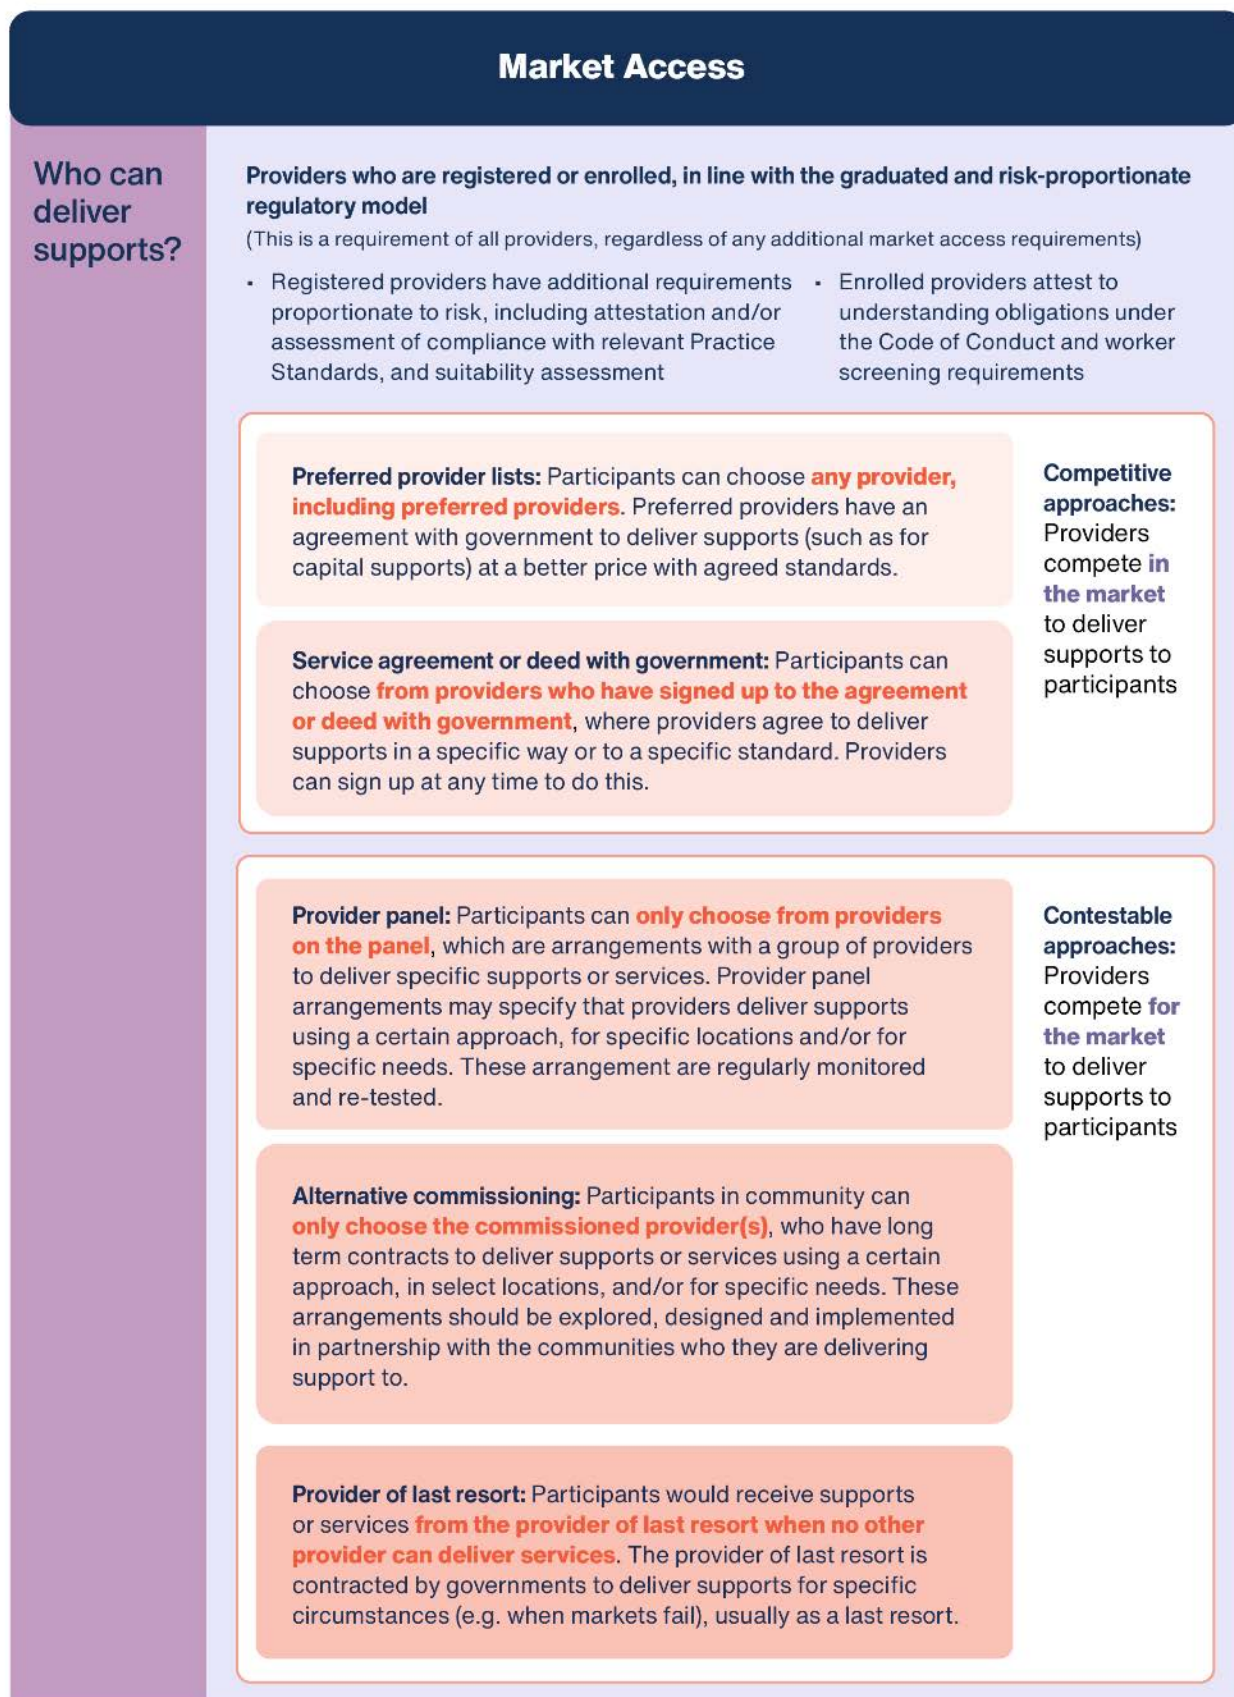 Market Access
Who can
deliver
supports?
Providers who are registered or enrolled, in line with the graduated and risk-proportionate
regulatory model
(This is a requirement of all providers, regardless of any additional market access requirements)
▪ Registered providers have additional requirements
proportionate to risk, including attestation and/or
assessment of compliance with relevant Practice
Standards, and suitability assessment
▪ Enrolled providers attest to
understanding obligations under
the Code of Conduct and worker
screening requirements
Preferred provider lists: Participants can choose any provider,
including preferred providers. Preferred providers have an
agreement with government to deliver supports (such as for
capital supports) at a better price with agreed standards.
Service agreement or deed with government: Participants can
choose from providers who have signed up to the agreement
or deed with government, where providers agree to deliver
supports in a specific way or to a specific standard. Providers
can sign up at any time to do this.
Competitive
approaches:
Providers
compete in
the market
to deliver
supports to
participants
Provider panel: Participants can only choose from providers
on the panel, which are arrangements with a group of providers
to deliver specific supports or services. Provider panel
arrangements may specify that providers deliver supports
using a certain approach, for specific locations and/or for
specific needs. These arrangement are regularly monitored
and re-tested.
Alternative commissioning: Participants in community can
only choose the commissioned provider(s), who have long
term contracts to deliver supports or services using a certain
approach, in select locations, and/or for specific needs. These
arrangements should be explored, designed and implemented
in partnership with the communities who they are delivering
support to.
Provider of last resort: Participants would receive supports
or services from the provider of last resort when no other
provider can deliver services. The provider of last resort is
contracted by governments to deliver supports for specific
circumstances (e.g. when markets fail), usually as a last resort.
Contestable
approaches:
Providers
compete for
the market
to deliver
supports to
participants